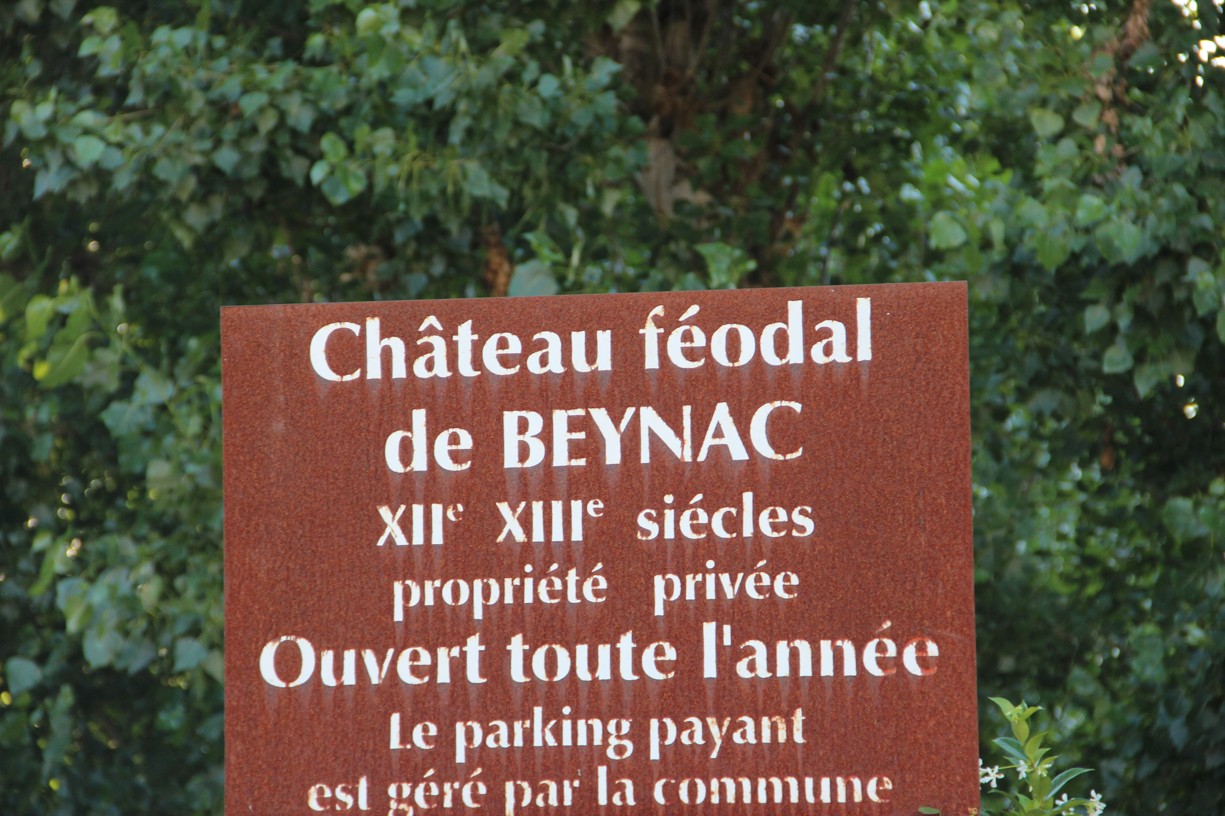 Château féodal
de BEYNAC
XIIe XIIIe siécles
propriété privée
Ouvert toute l'année
Le parking payant
est géré par la commune